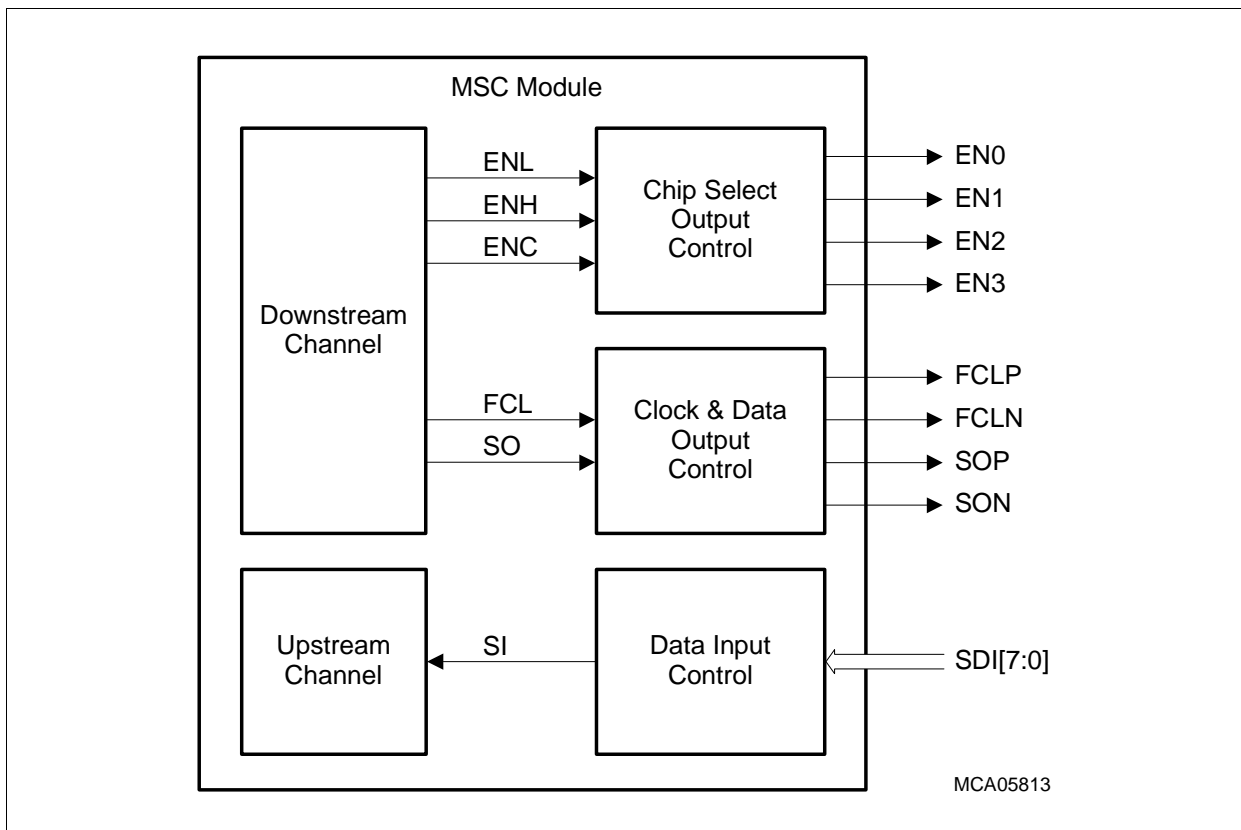 MSC Module
Downstream
Channel
ENL
ENH
ENC
Chip Select
Output
Control
EN0
EN1
EN2
EN3
FCL
SO
Clock & Data
Output
Control
FCLP
FCLN
SOP
SON
Upstream
Channel
SI
Data Input
Control
SDI[7:0]
MCA05813